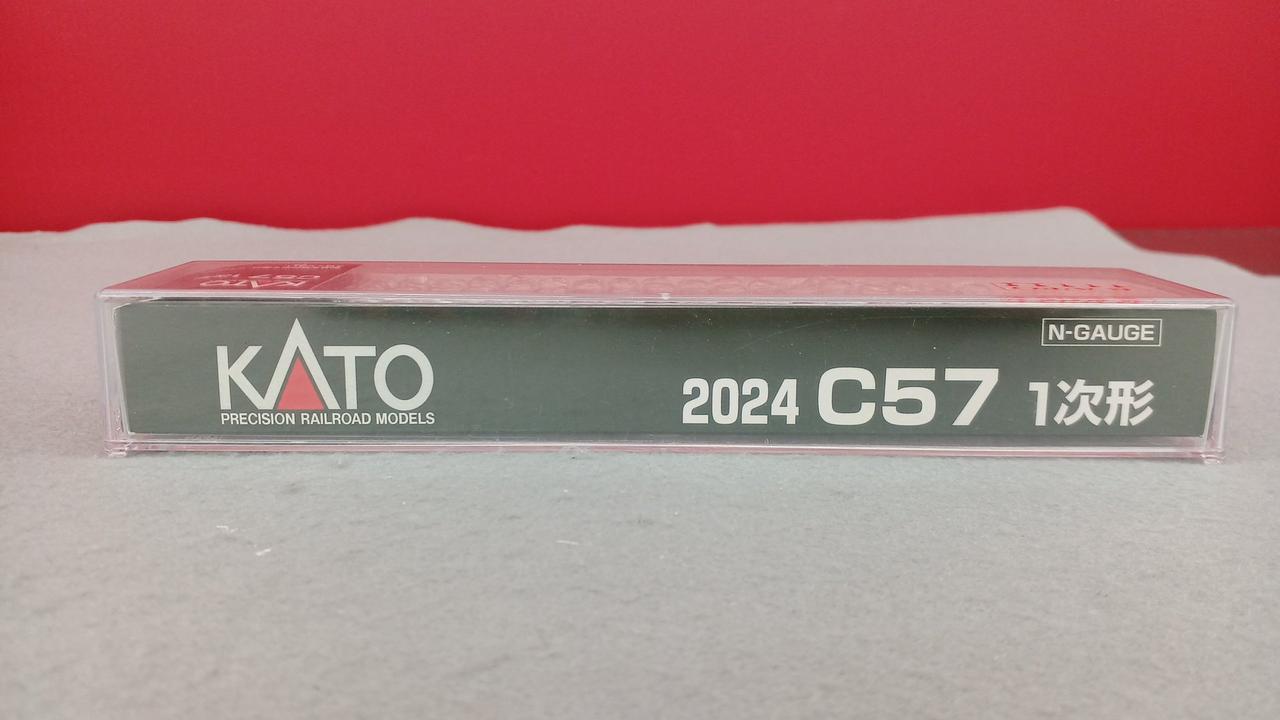 KATO
PRECISION RAILROAD MODELS
N-GAUGE
2024 C57 1次形